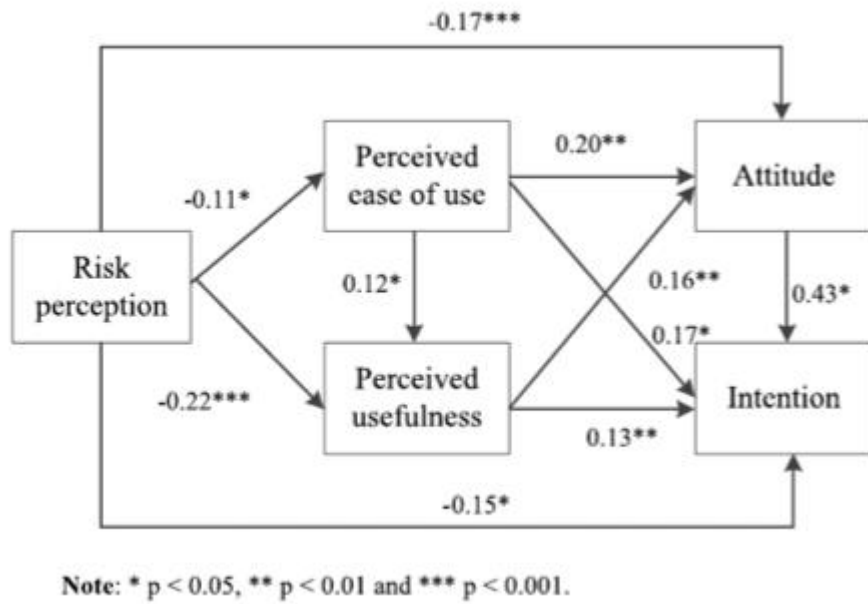 -0.17***
Perceived
ease of use
0.20**
Attitude
-0.11*
Risk
perception
0.12*
0.16**
0.43*
0.17*
Perceived
usefulness
-0.22***
0.13**
Intention
-0.15*
Note: * p < 0.05, ** p < 0.01 and *** p < 0.001.